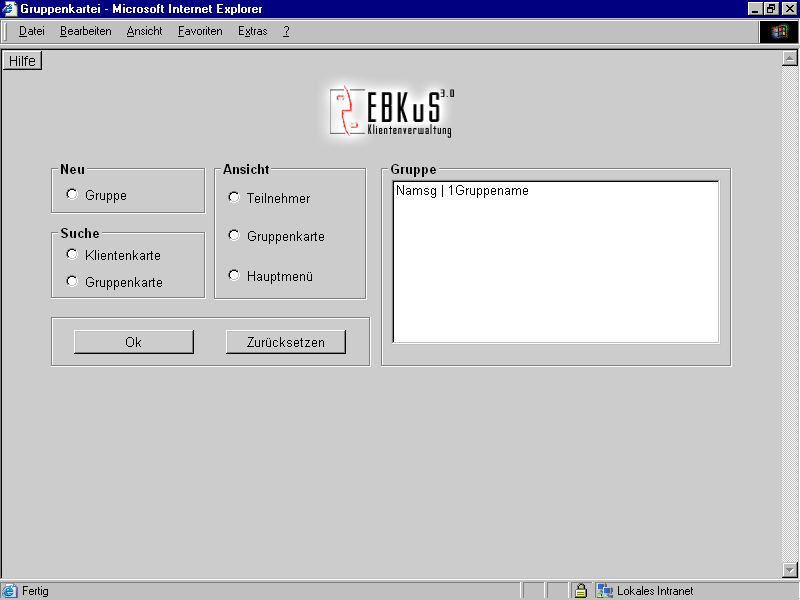 Gruppenkartei - Microsoft Internet Explorer
Datei Bearbeiten Ansicht Favoriten Extras ?
Hilfe
EBKuS 3.0
Klientenverwaltung
Neu
Gruppe
Suche
Klientenkarte
Gruppenkarte
Ansicht
Teilnehmer
Gruppenkarte
Hauptmenü
Gruppe
Namsg | 1Gruppename
Ok Zurücksetzen
Fertig Lokales Intranet